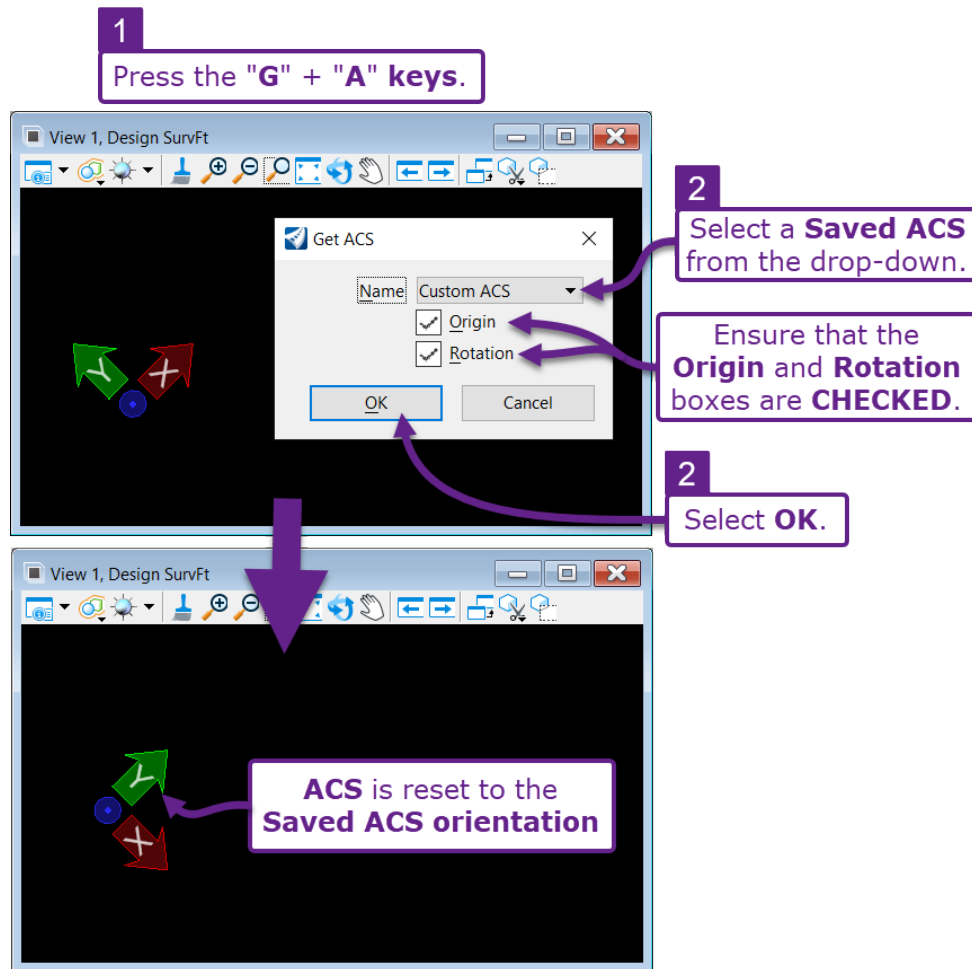 1
Press the "G" + "A" keys.
View 1, Design SurvFt
Get ACS
Name Custom ACS
Origin
Rotation
OK Cancel
2
Select a Saved ACS
from the drop-down.
Ensure that the
Origin and Rotation
boxes are CHECKED.
2
Select OK.
Y X
View 1, Design SurvFt
Y
X
ACS is reset to the
Saved ACS orientation